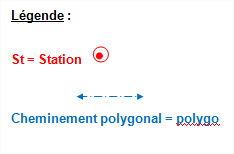 Légende :
St = Station
Cheminement polygonal = polygo